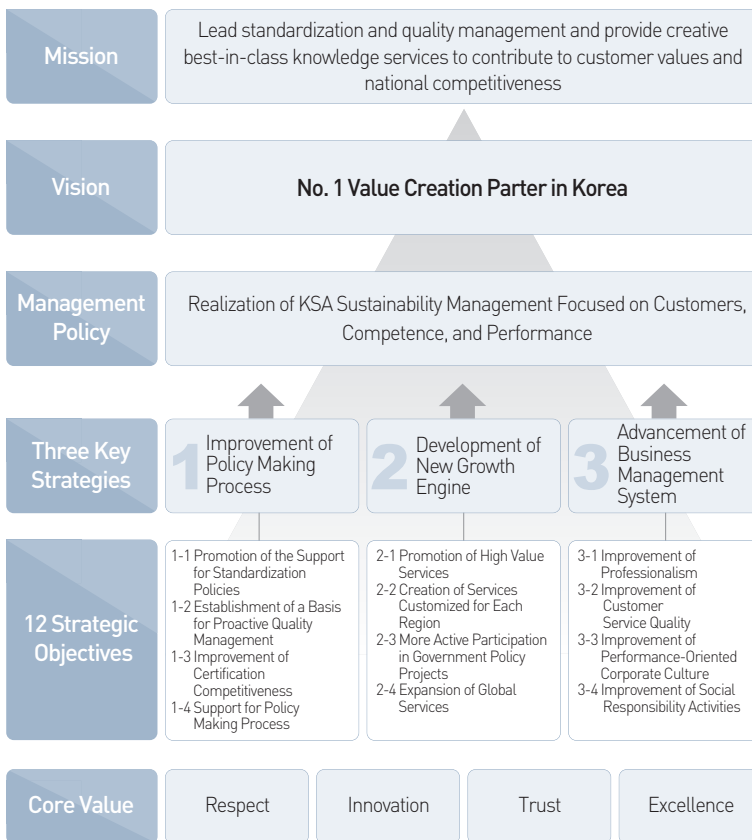 Mission
Lead standardization and quality management and provide creative
best-in-class knowledge services to contribute to customer values and
national competitiveness
Vision
No. 1 Value Creation Parter in Korea
Management
Policy
Realization of KSA Sustainability Management Focused on Customers,
Competence, and Performance
Three Key
Strategies
1
Improvement of
Policy Making
Process
2
Development of
New Growth
Engine
3
Advancement of
Business
Management
System
12 Strategic
Objectives
1-1 Promotion of the Support
for Standardization
Policies
1-2 Establishment of a Basis
for Proactive Quality
Management
1-3 Improvement of
Certification
Competitiveness
1-4 Support for Policy
Making Process
2-1 Promotion of High Value
Services
2-2 Creation of Services
Customized for Each
Region
2-3 More Active Participation
in Government Policy
Projects
2-4 Expansion of Global
Services
3-1 Improvement of
Professionalism
3-2 Improvement of
Customer
Service Quality
3-3 Improvement of
Performance-Oriented
Corporate Culture
3-4 Improvement of Social
Responsibility Activities
Core Value
Respect
Innovation
Trust
Excellence